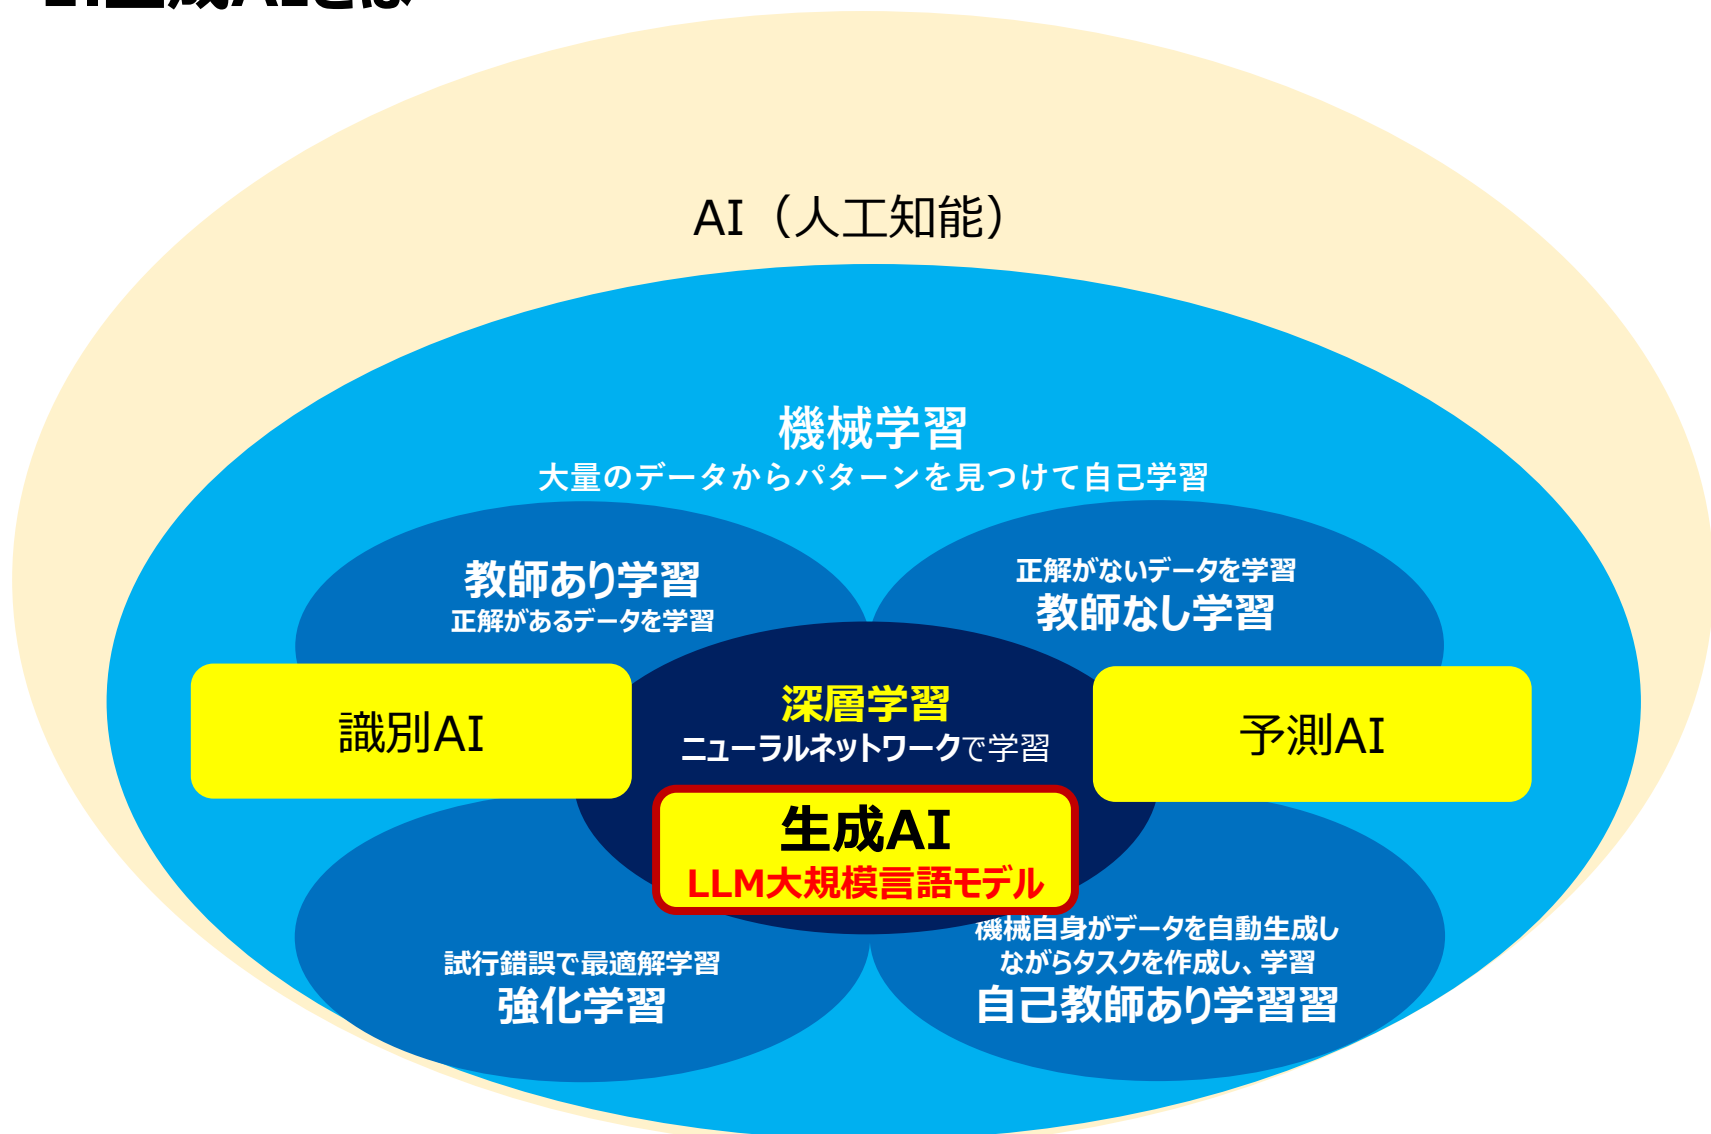 生成AIとは
AI（人工知能）
機械学習
大量のデータからパターンを見つけて自己学習
教師あり学習
正解があるデータを学習
正解がないデータを学習
教師なし学習
識別AI
深層学習
ニューラルネットワークで学習
予測AI
生成AI
LLM大規模言語モデル
試行錯誤で最適解学習
強化学習
機械自身がデータを自動生成し
ながらタスクを作成し、学習
自己教師あり学習習